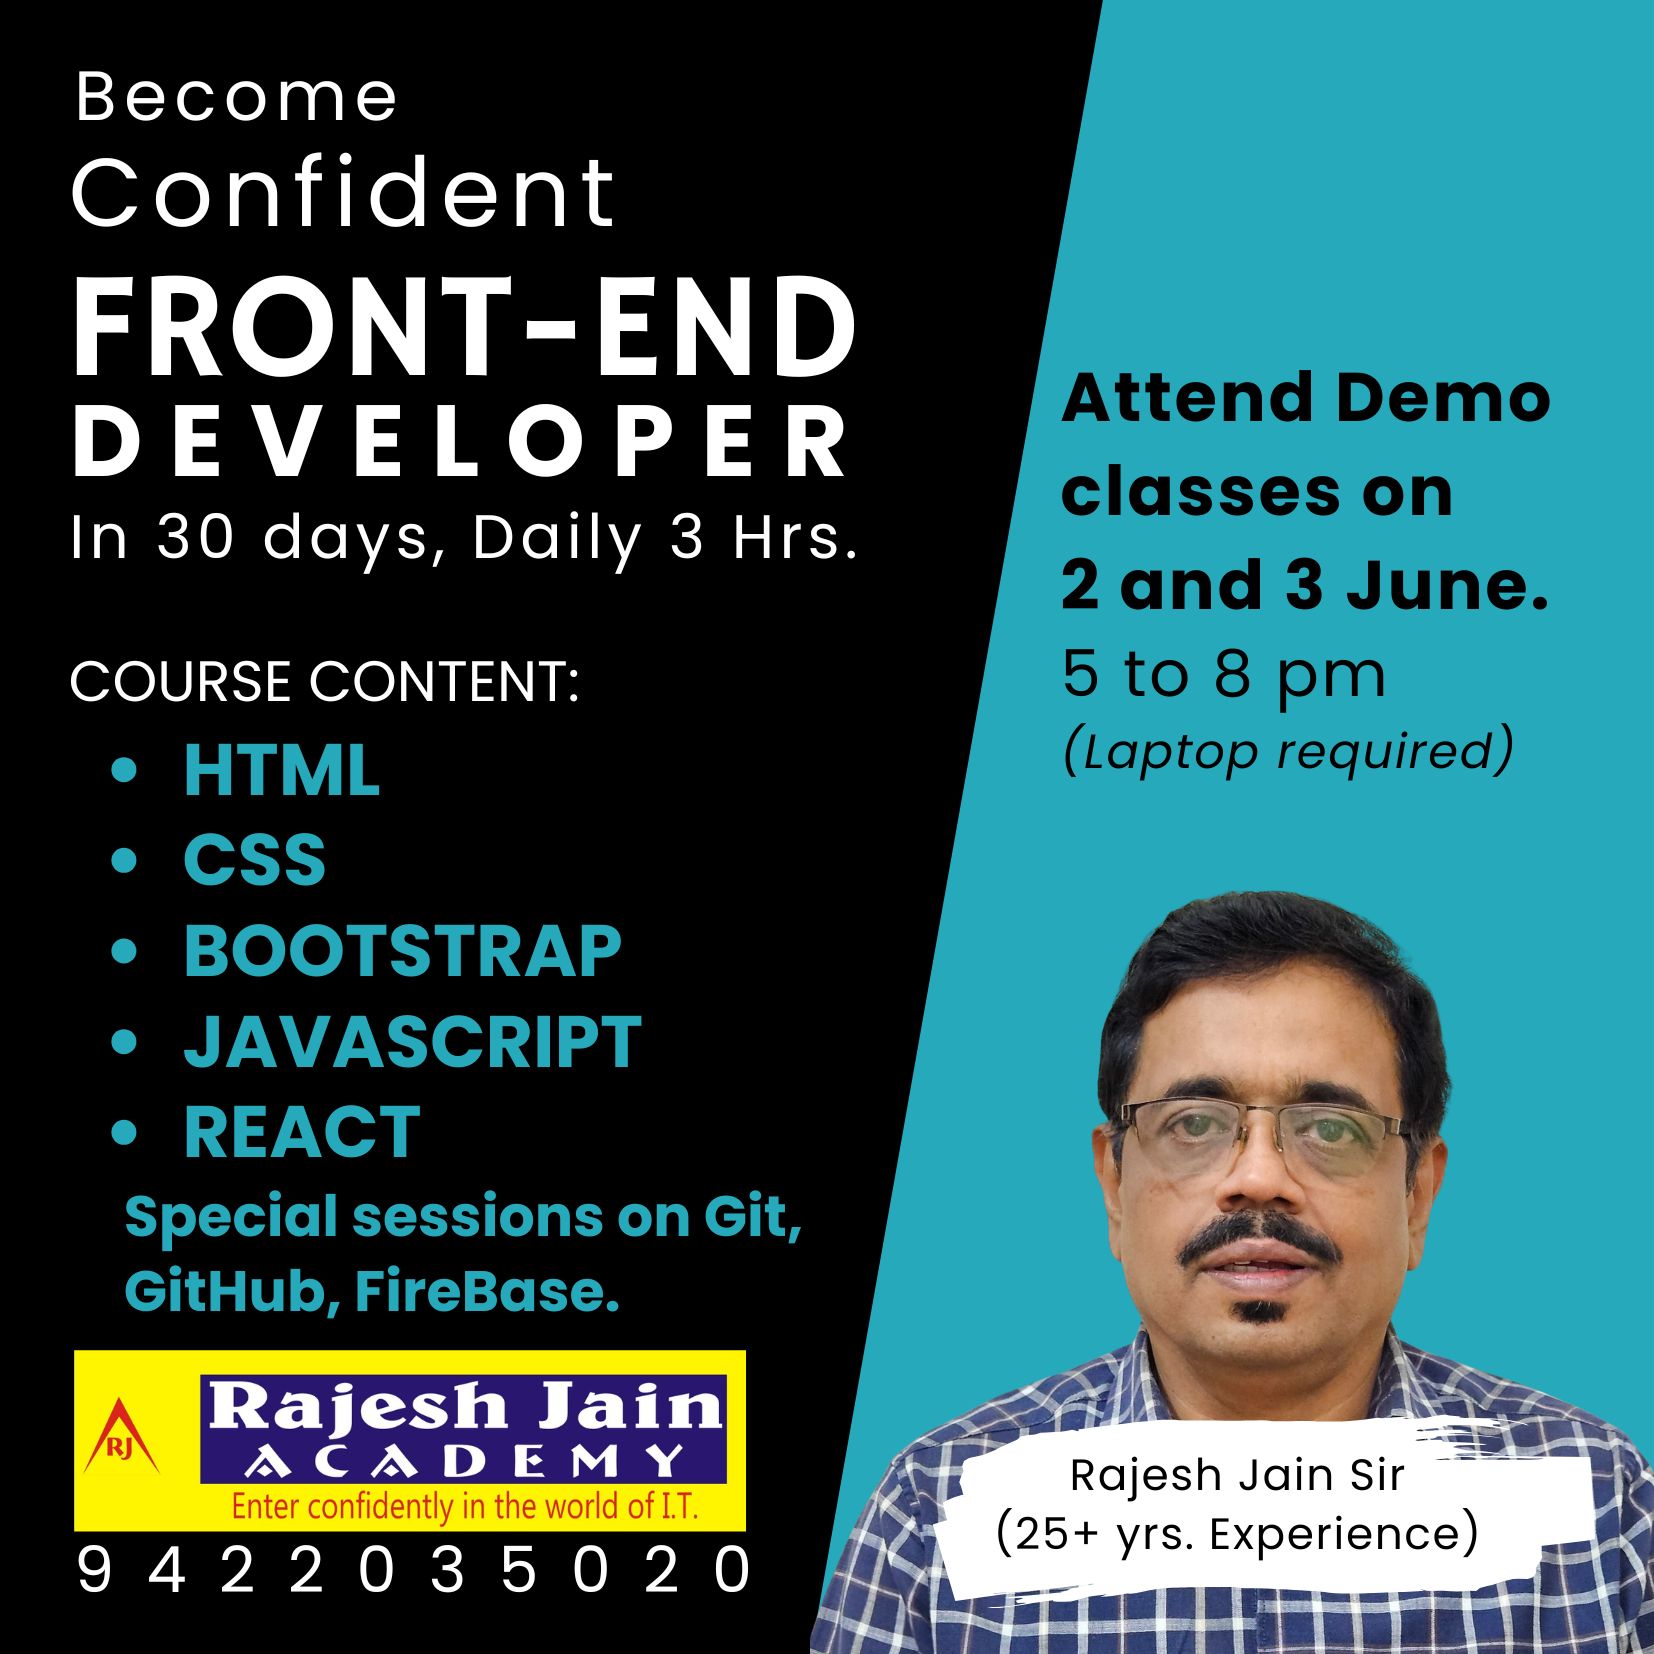 Become
Confident
FRONT-END
DEVELOPER
In 30 days, Daily 3 Hrs.
COURSE CONTENT:
• HTML
• CSS
• BOOTSTRAP
• JAVASCRIPT
• REACT
Special sessions on Git,
GitHub, FireBase.
RJ
Rajesh Jain
ACADEMY
Enter confidently in the world of I.T.
9422035020
Attend Demo
classes on
2 and 3 June.
5 to 8 pm
(Laptop required)
Rajesh Jain Sir
(25+ yrs. Experience)